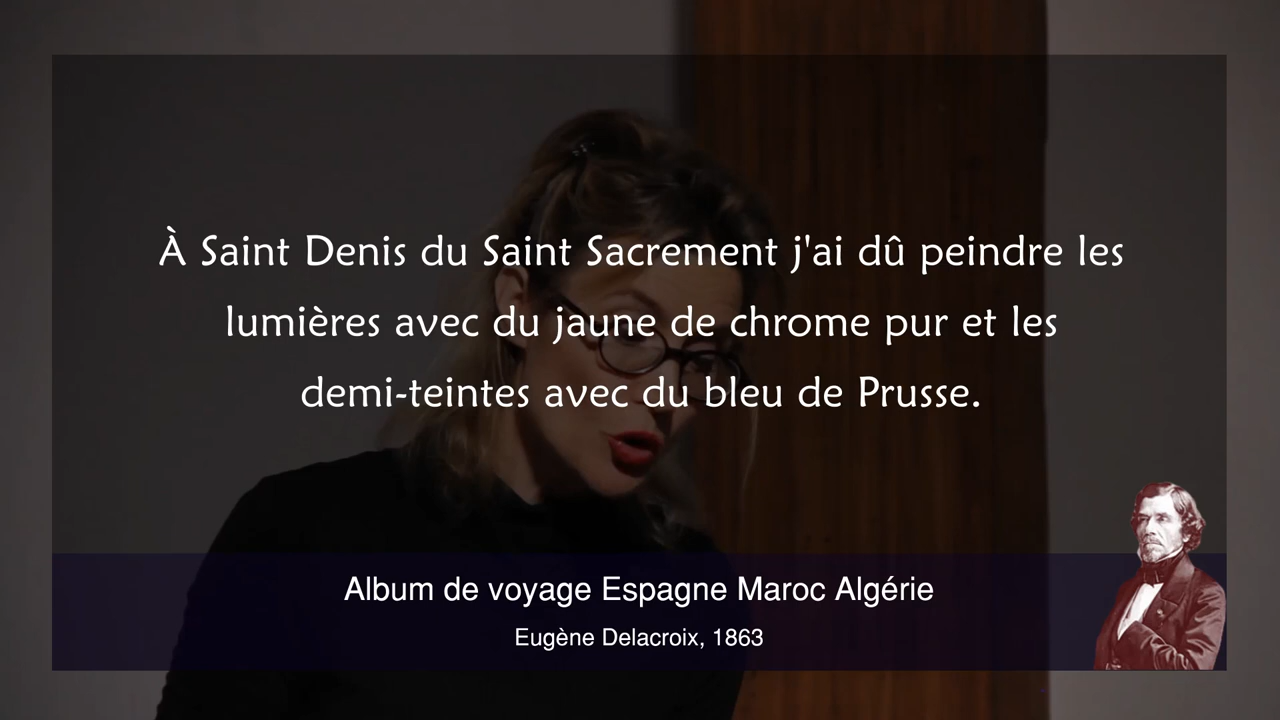 À Saint Denis du Saint Sacrement j'ai dû peindre les
lumières avec du jaune de chrome pur et les
demi-teintes avec du bleu de Prusse.
Album de voyage Espagne Maroc Algérie
Eugène Delacroix, 1863